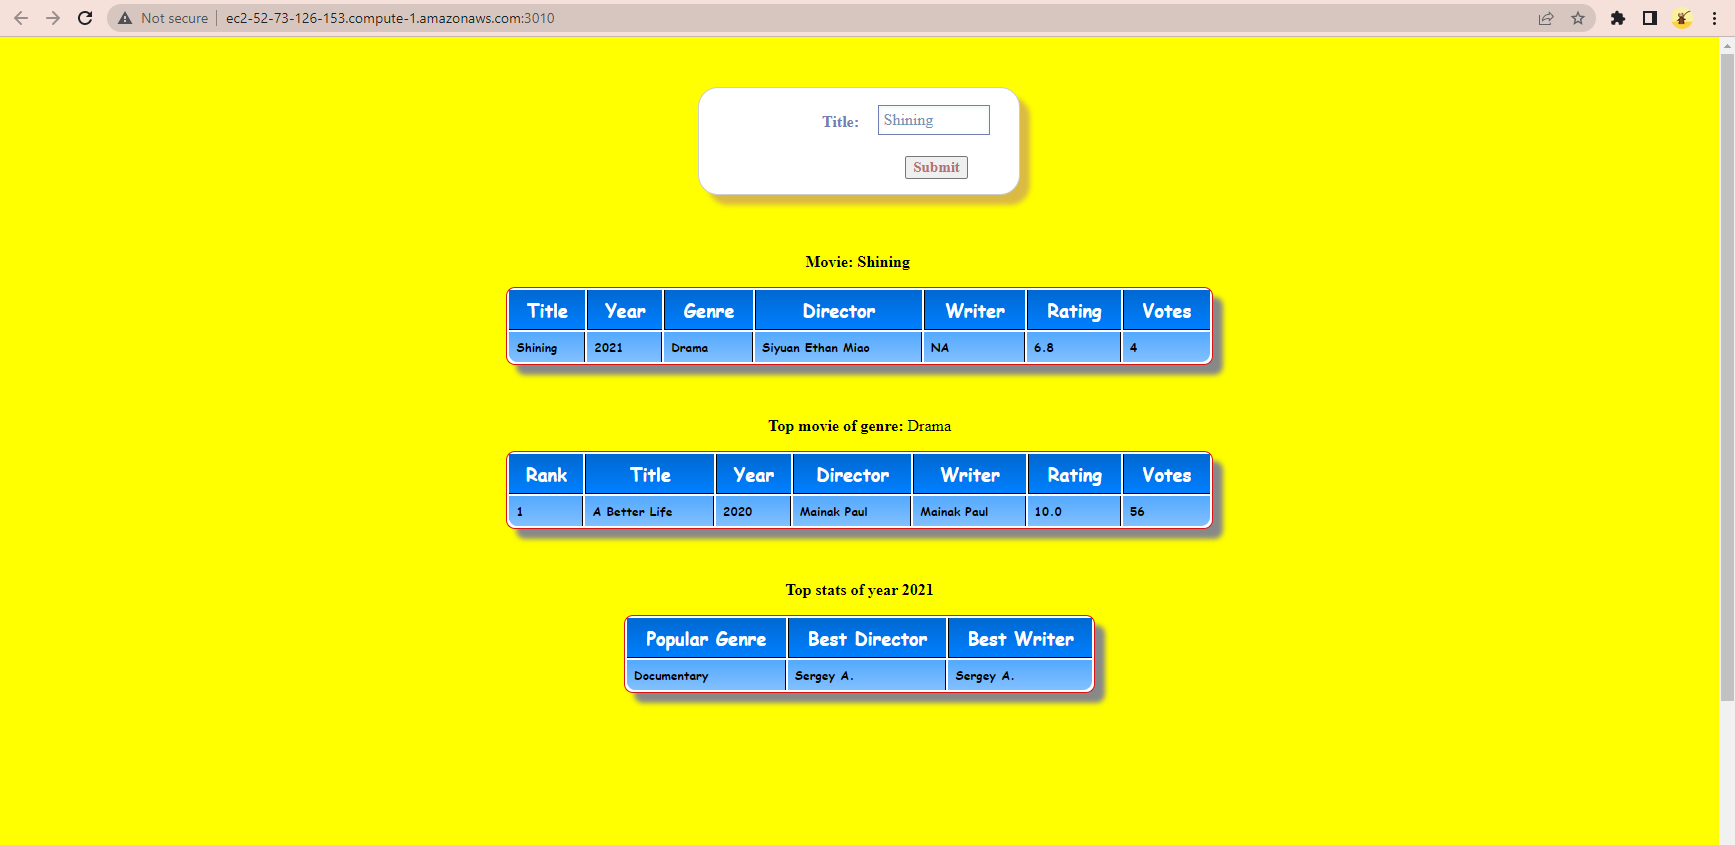 Not secure | ec2-52-73-126-153.compute-1.amazonaws.com:3010
Title: Shining
Submit
Movie: Shining
Title Year Genre Director Writer Rating Votes
Shining 2021 Drama Siyuan Ethan Miao NA 6.8 4
Top movie of genre: Drama
Rank Title Year Director Writer Rating Votes
1 A Better Life 2020 Mainak Paul Mainak Paul 10.0 56
Top stats of year 2021
Popular Genre Best Director Best Writer
Documentary Sergey A. Sergey A.